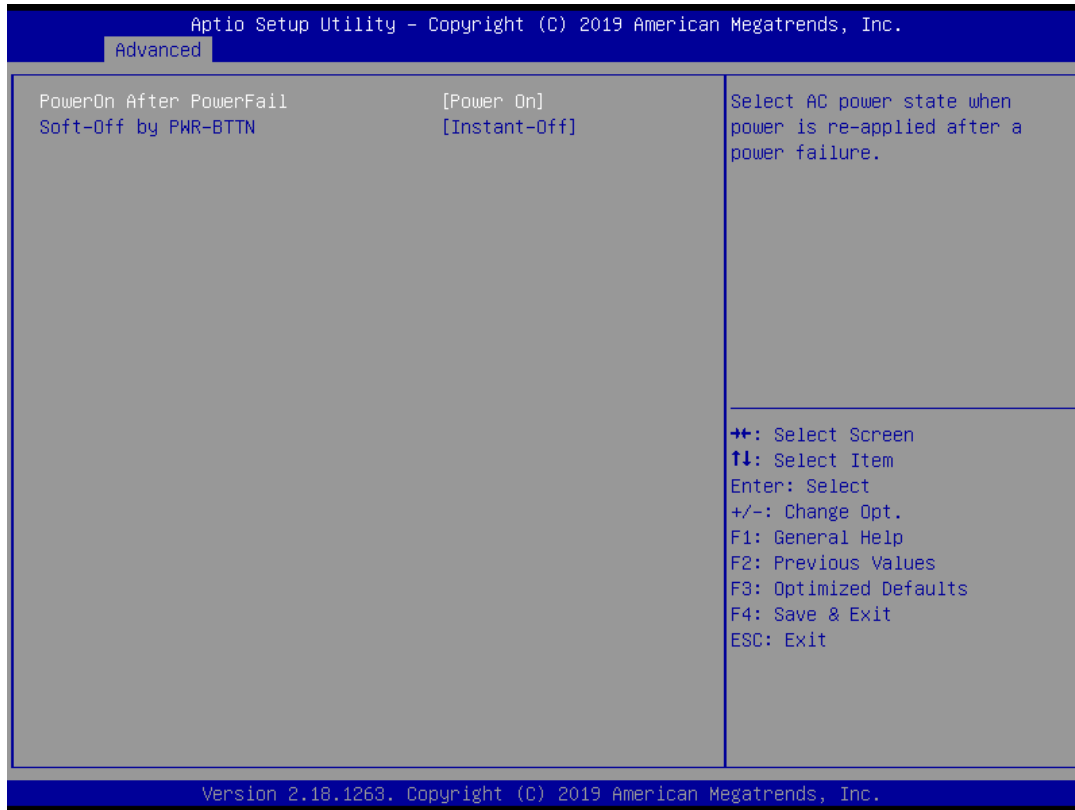 Aptio Setup Utility – Copyright (C) 2019 American Megatrends, Inc.
Advanced
PowerOn After PowerFail [Power On]
Soft-Off by PWR-BTTN [Instant-Off]
Select AC power state when
power is re-applied after a
power failure.
→←: Select Screen
↑↓: Select Item
Enter: Select
+/-: Change Opt.
F1: General Help
F2: Previous Values
F3: Optimized Defaults
F4: Save & Exit
ESC: Exit
Version 2.18.1263. Copyright (C) 2019 American Megatrends, Inc.